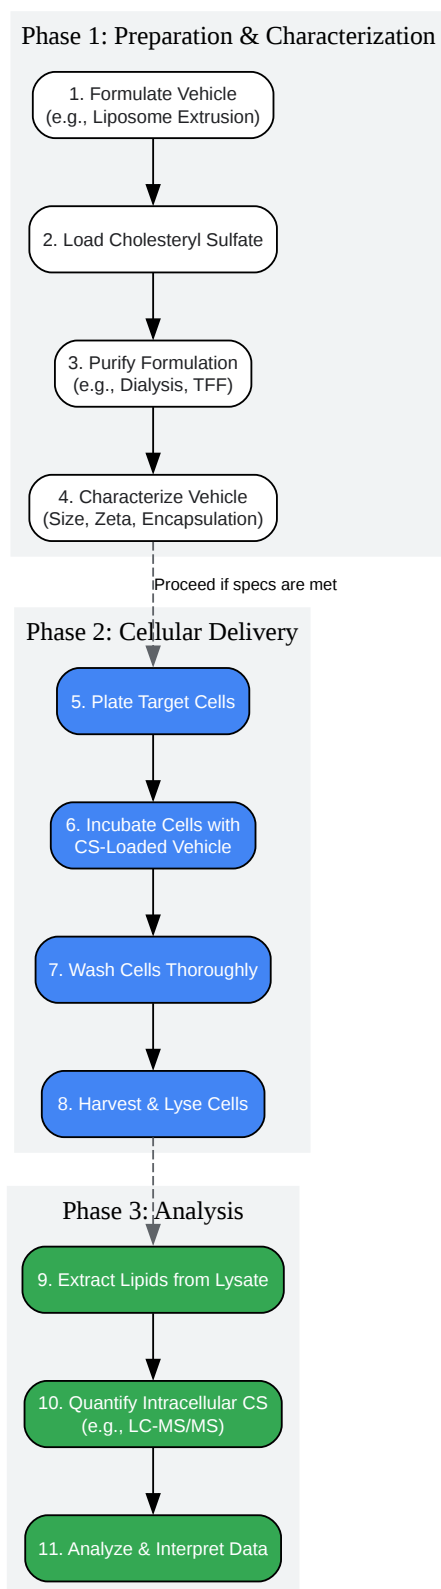 Phase 1: Preparation & Characterization
1. Formulate Vehicle
(e.g., Liposome Extrusion)
2. Load Cholesteryl Sulfate
3. Purify Formulation
(e.g., Dialysis, TFF)
4. Characterize Vehicle
(Size, Zeta, Encapsulation)
Proceed if specs are met
Phase 2: Cellular Delivery
5. Plate Target Cells
6. Incubate Cells with
CS-Loaded Vehicle
7. Wash Cells Thoroughly
8. Harvest & Lyse Cells
Phase 3: Analysis
9. Extract Lipids from Lysate
10. Quantify Intracellular CS
(e.g., LC-MS/MS)
11. Analyze & Interpret Data